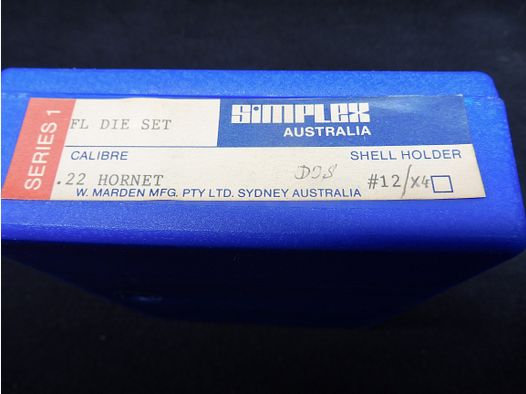 SERIES 1
FL DIE SET
SIMPLEX
AUSTRALIA
CALIBRE SHELL HOLDER
.22 HORNET DJS #12/X4
W. MARDEN MFG. PTY LTD. SYDNEY AUSTRALIA